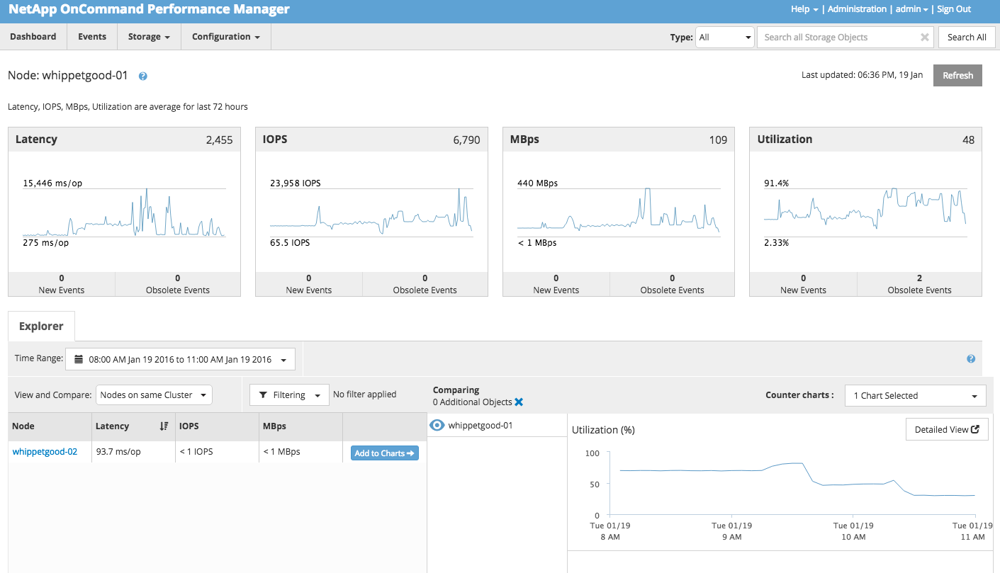 NetApp OnCommand Performance Manager
Help | Administration | admin | Sign Out
Dashboard Events Storage Configuration
Type: All Search all Storage Objects Search All
Node: whippetgood-01 ?
Last updated: 06:36 PM, 19 Jan Refresh
Latency, IOPS, MBps, Utilization are average for last 72 hours
Latency 2,455
15,446 ms/op
275 ms/op
0 0
New Events Obsolete Events
IOPS 6,790
23,958 IOPS
65.5 IOPS
0 0
New Events Obsolete Events
MBps 109
440 MBps
< 1 MBps
0 0
New Events Obsolete Events
Utilization 48
91.4%
2.33%
0 2
New Events Obsolete Events
Explorer
Time Range: 08:00 AM Jan 19 2016 to 11:00 AM Jan 19 2016 ?
View and Compare: Nodes on same Cluster Filtering No filter applied
Comparing
0 Additional Objects
Counter charts : 1 Chart Selected
Node Latency IOPS MBps
whippetgood-02 93.7 ms/op < 1 IOPS < 1 MBps Add to Charts
whippetgood-01
Utilization (%) Detailed View
100
50
0
Tue 01/19 Tue 01/19 Tue 01/19 Tue 01/19
8 AM 9 AM 10 AM 11 AM